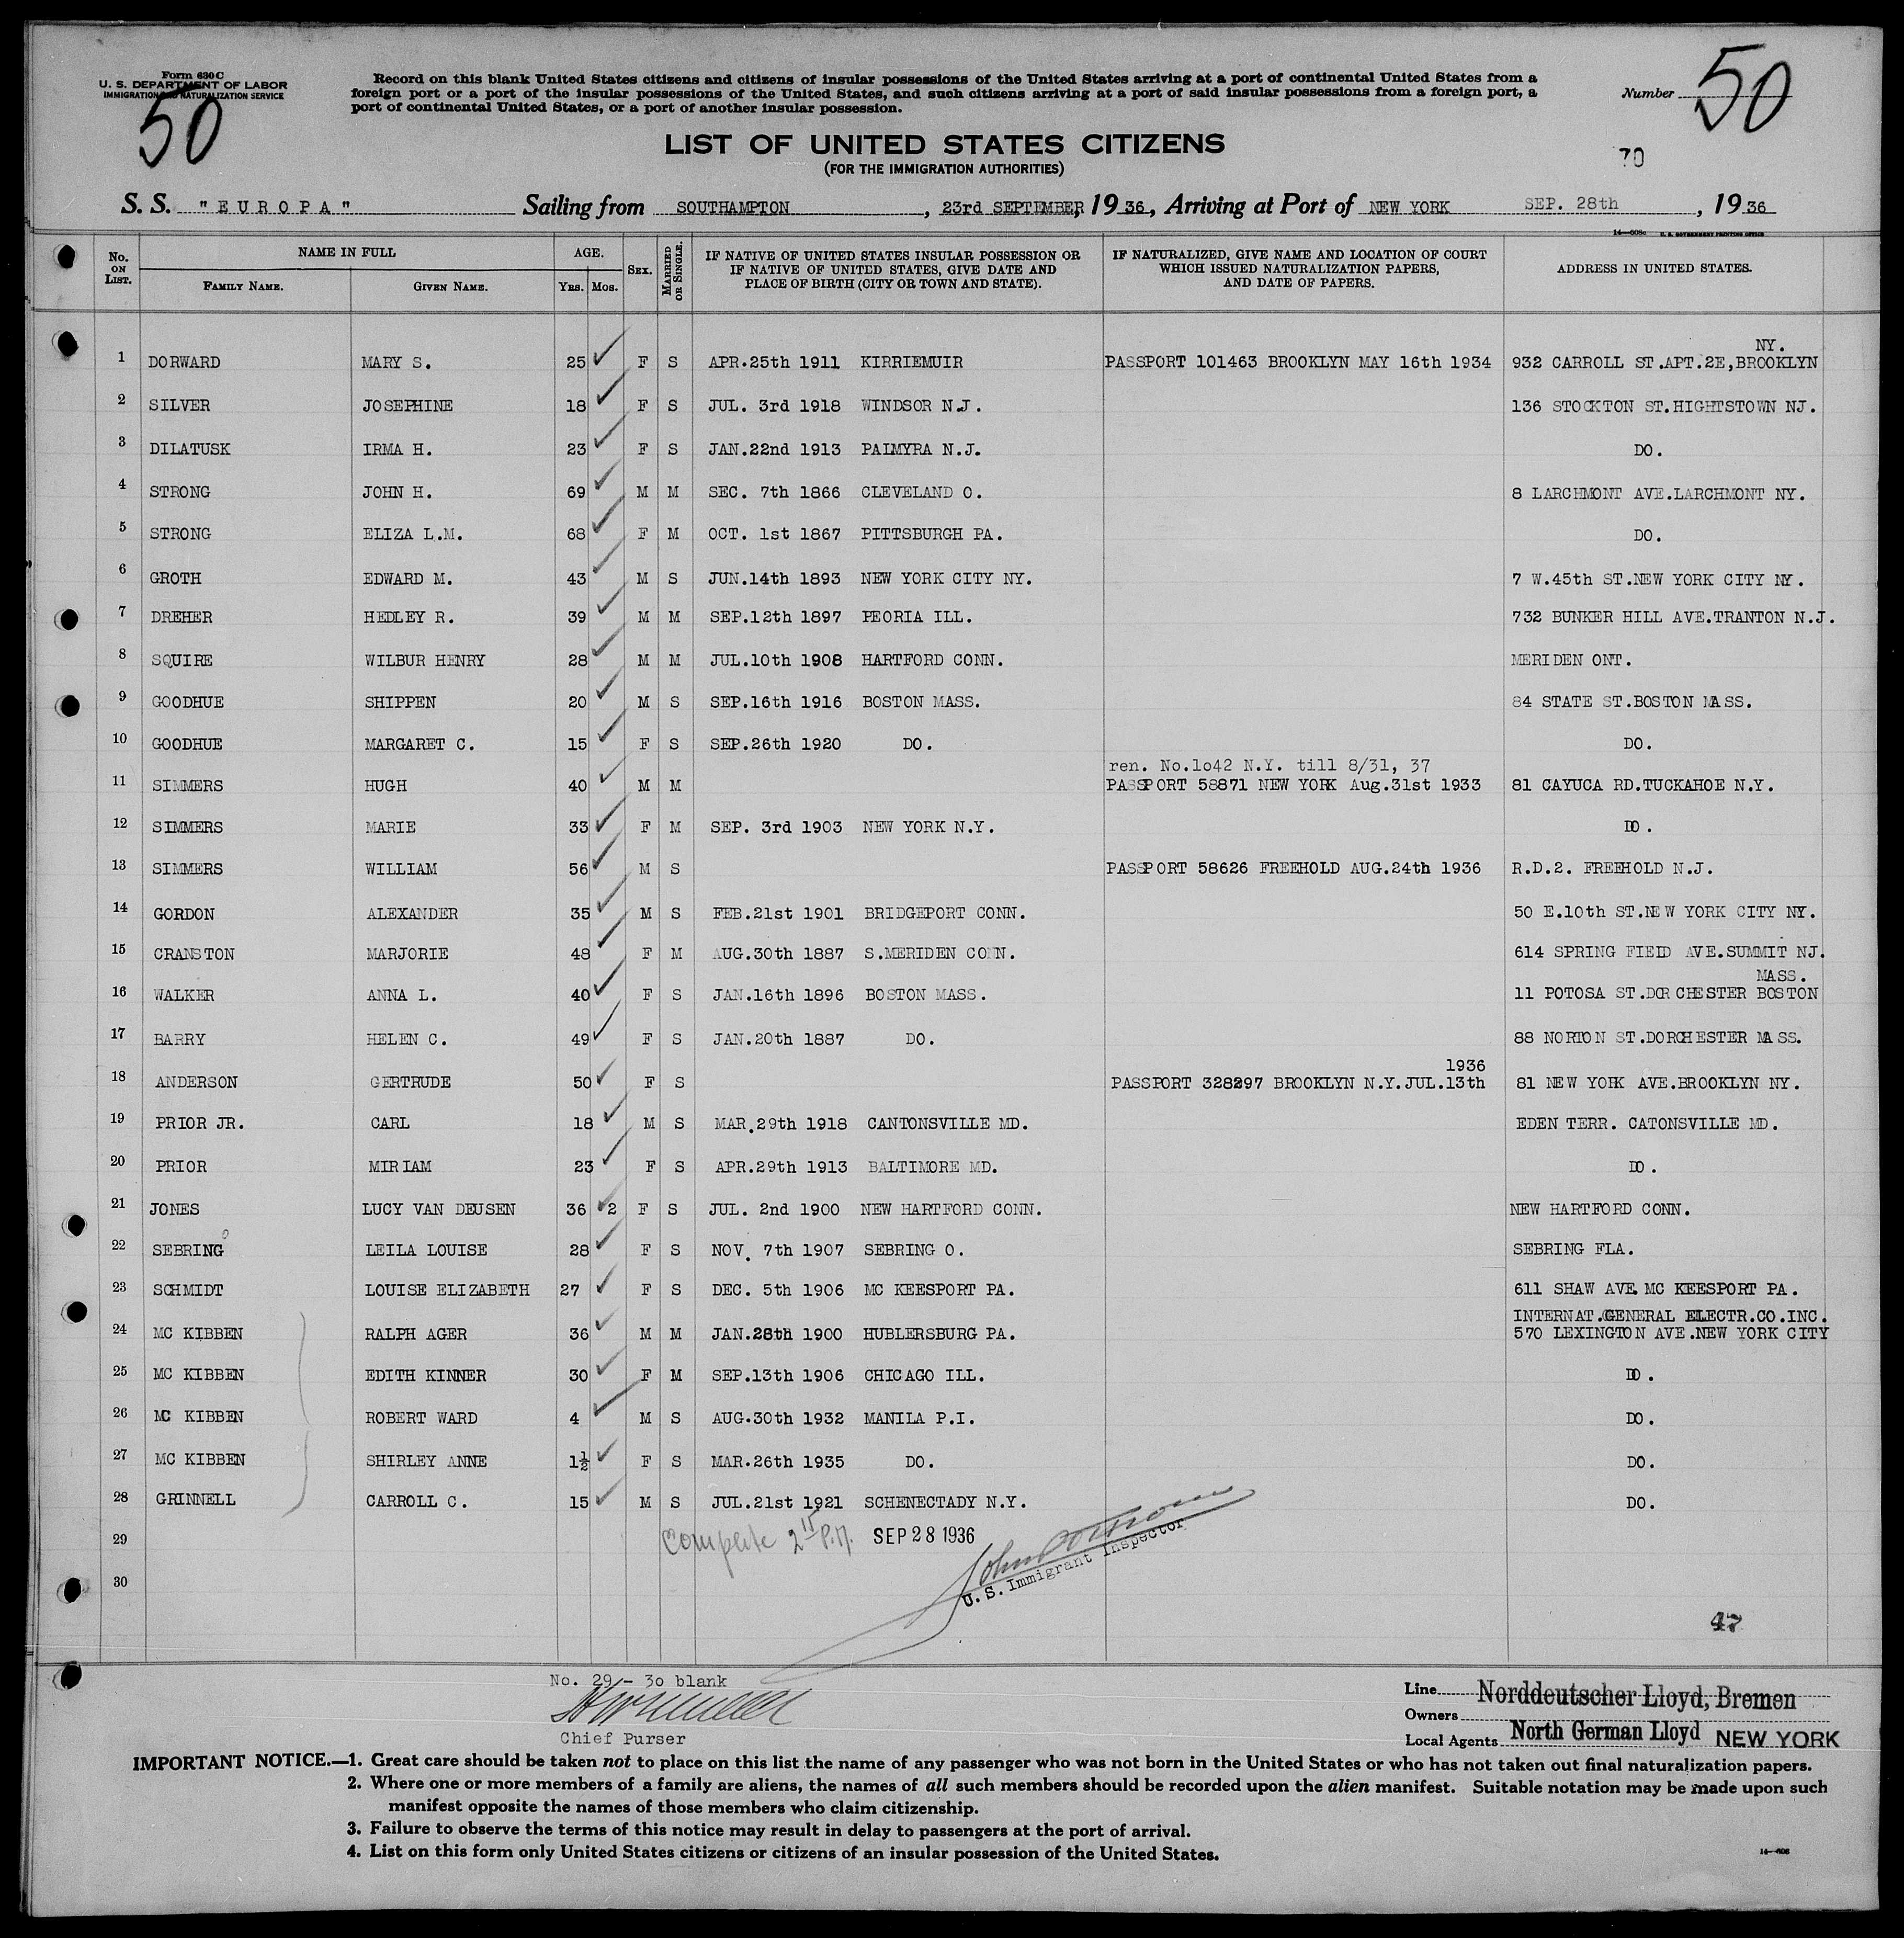 Form 630 C
U. S. DEPARTMENT OF LABOR
IMMIGRATION AND NATURALIZATION SERVICE
50
Record on this blank United States citizens and citizens of insular possessions of the United States arriving at a port of continental United States from a
foreign port or a port of the insular possessions of the United States, and such citizens arriving at a port of said insular possessions from a foreign port, a
port of continental United States, or a port of another insular possession.
Number 50
LIST OF UNITED STATES CITIZENS
(FOR THE IMMIGRATION AUTHORITIES)
70
S. S. "EUROPA" Sailing from SOUTHAMPTON, 23rd SEPTEMBER, 1936, Arriving at Port of NEW YORK SEP. 28th, 1936
14—608c U. S. GOVERNMENT PRINTING OFFICE
No. ON LIST. NAME IN FULL FAMILY NAME. GIVEN NAME. AGE. YRS. MOS. SEX. MARRIED OR SINGLE. IF NATIVE OF UNITED STATES INSULAR POSSESSION OR IF NATIVE OF UNITED STATES, GIVE DATE AND PLACE OF BIRTH (CITY OR TOWN AND STATE). IF NATURALIZED, GIVE NAME AND LOCATION OF COURT WHICH ISSUED NATURALIZATION PAPERS, AND DATE OF PAPERS. ADDRESS IN UNITED STATES.
NY.
1 DORWARD MARY S. 25 F S APR.25th 1911 KIRRIEMUIR PASSPORT 101463 BROOKLYN MAY 16th 1934 932 CARROLL ST.APT.2E,BROOKLYN
2 SILVER JOSEPHINE 18 F S JUL. 3rd 1918 WINDSOR N.J. 136 STOCKTON ST.HIGHTSTOWN NJ.
3 DILATUSK IRMA H. 23 F S JAN.22nd 1913 PALMYRA N.J. DO.
4 STRONG JOHN H. 69 M M SEC. 7th 1866 CLEVELAND O. 8 LARCHMONT AVE.LARCHMONT NY.
5 STRONG ELIZA L.M. 68 F M OCT. 1st 1867 PITTSBURGH PA. DO.
6 GROTH EDWARD M. 43 M S JUN.14th 1893 NEW YORK CITY NY. 7 W.45th ST.NEW YORK CITY NY.
7 DREHER HEDLEY R. 39 M M SEP.12th 1897 PEORIA ILL. 732 BUNKER HILL AVE.TRANTON N.J.
8 SQUIRE WILBUR HENRY 28 M M JUL.10th 1908 HARTFORD CONN. MERIDEN ONT.
9 GOODHUE SHIPPEN 20 M S SEP.16th 1916 BOSTON MASS. 84 STATE ST.BOSTON MASS.
10 GOODHUE MARGARET C. 15 F S SEP.26th 1920 DO. DO.
ren. No.1o42 N.Y. till 8/31, 37
11 SIMMERS HUGH 40 M M PASSPORT 58871 NEW YORK Aug.31st 1933 81 CAYUCA RD.TUCKAHOE N.Y.
12 SIMMERS MARIE 33 F M SEP. 3rd 1903 NEW YORK N.Y. DO.
13 SIMMERS WILLIAM 56 M S PASSPORT 58626 FREEHOLD AUG.24th 1936 R.D.2. FREEHOLD N.J.
14 GORDON ALEXANDER 35 M S FEB.21st 1901 BRIDGEPORT CONN. 50 E.10th ST.NEW YORK CITY NY.
15 CRANSTON MARJORIE 48 F M AUG.30th 1887 S.MERIDEN CONN. 614 SPRING FIELD AVE.SUMMIT NJ.
MASS.
16 WALKER ANNA L. 40 F S JAN.16th 1896 BOSTON MASS. 11 POTOSA ST.DORCHESTER BOSTON
17 BARRY HELEN C. 49 F S JAN.20th 1887 DO. 88 NORTON ST.DORCHESTER MASS.
1936
18 ANDERSON GERTRUDE 50 F S PASSPORT 328297 BROOKLYN N.Y.JUL.13th 81 NEW YORK AVE.BROOKLYN NY.
19 PRIOR JR. CARL 18 M S MAR.29th 1918 CANTONSVILLE MD. EDEN TERR. CATONSVILLE MD.
20 PRIOR MIRIAM 23 F S APR.29th 1913 BALTIMORE MD. DO.
21 JONES LUCY VAN DEUSEN 36 2 F S JUL. 2nd 1900 NEW HARTFORD CONN. NEW HARTFORD CONN.
22 SEBRING LEILA LOUISE 28 F S NOV. 7th 1907 SEBRING O. SEBRING FLA.
23 SCHMIDT LOUISE ELIZABETH 27 F S DEC. 5th 1906 MC KEESPORT PA. 611 SHAW AVE. MC KEESPORT PA.
INTERNAT.GENERAL ELECTR.CO.INC.
24 MC KIBBEN RALPH AGER 36 M M JAN.28th 1900 HUBLERSBURG PA. 570 LEXINGTON AVE.NEW YORK CITY
25 MC KIBBEN EDITH KINNER 30 F M SEP.13th 1906 CHICAGO ILL. DO.
26 MC KIBBEN ROBERT WARD 4 M S AUG.30th 1932 MANILA P.I. DO.
27 MC KIBBEN SHIRLEY ANNE 1½ F S MAR.26th 1935 DO. DO.
28 GRINNELL CARROLL C. 15 M S JUL.21st 1921 SCHENECTADY N.Y. DO.
29 Complete 2 15 P.M. SEP 28 1936
John
U. S. Immigrant Inspector
30
47
No. 29 - 3o blank
Chief Purser
Line Norddeutscher Lloyd, Bremen
Owners
Local Agents North German Lloyd NEW YORK
IMPORTANT NOTICE.—1. Great care should be taken not to place on this list the name of any passenger who was not born in the United States or who has not taken out final naturalization papers.
2. Where one or more members of a family are aliens, the names of all such members should be recorded upon the alien manifest. Suitable notation may be made upon such
manifest opposite the names of those members who claim citizenship.
3. Failure to observe the terms of this notice may result in delay to passengers at the port of arrival.
4. List on this form only United States citizens or citizens of an insular possession of the United States.
14—608